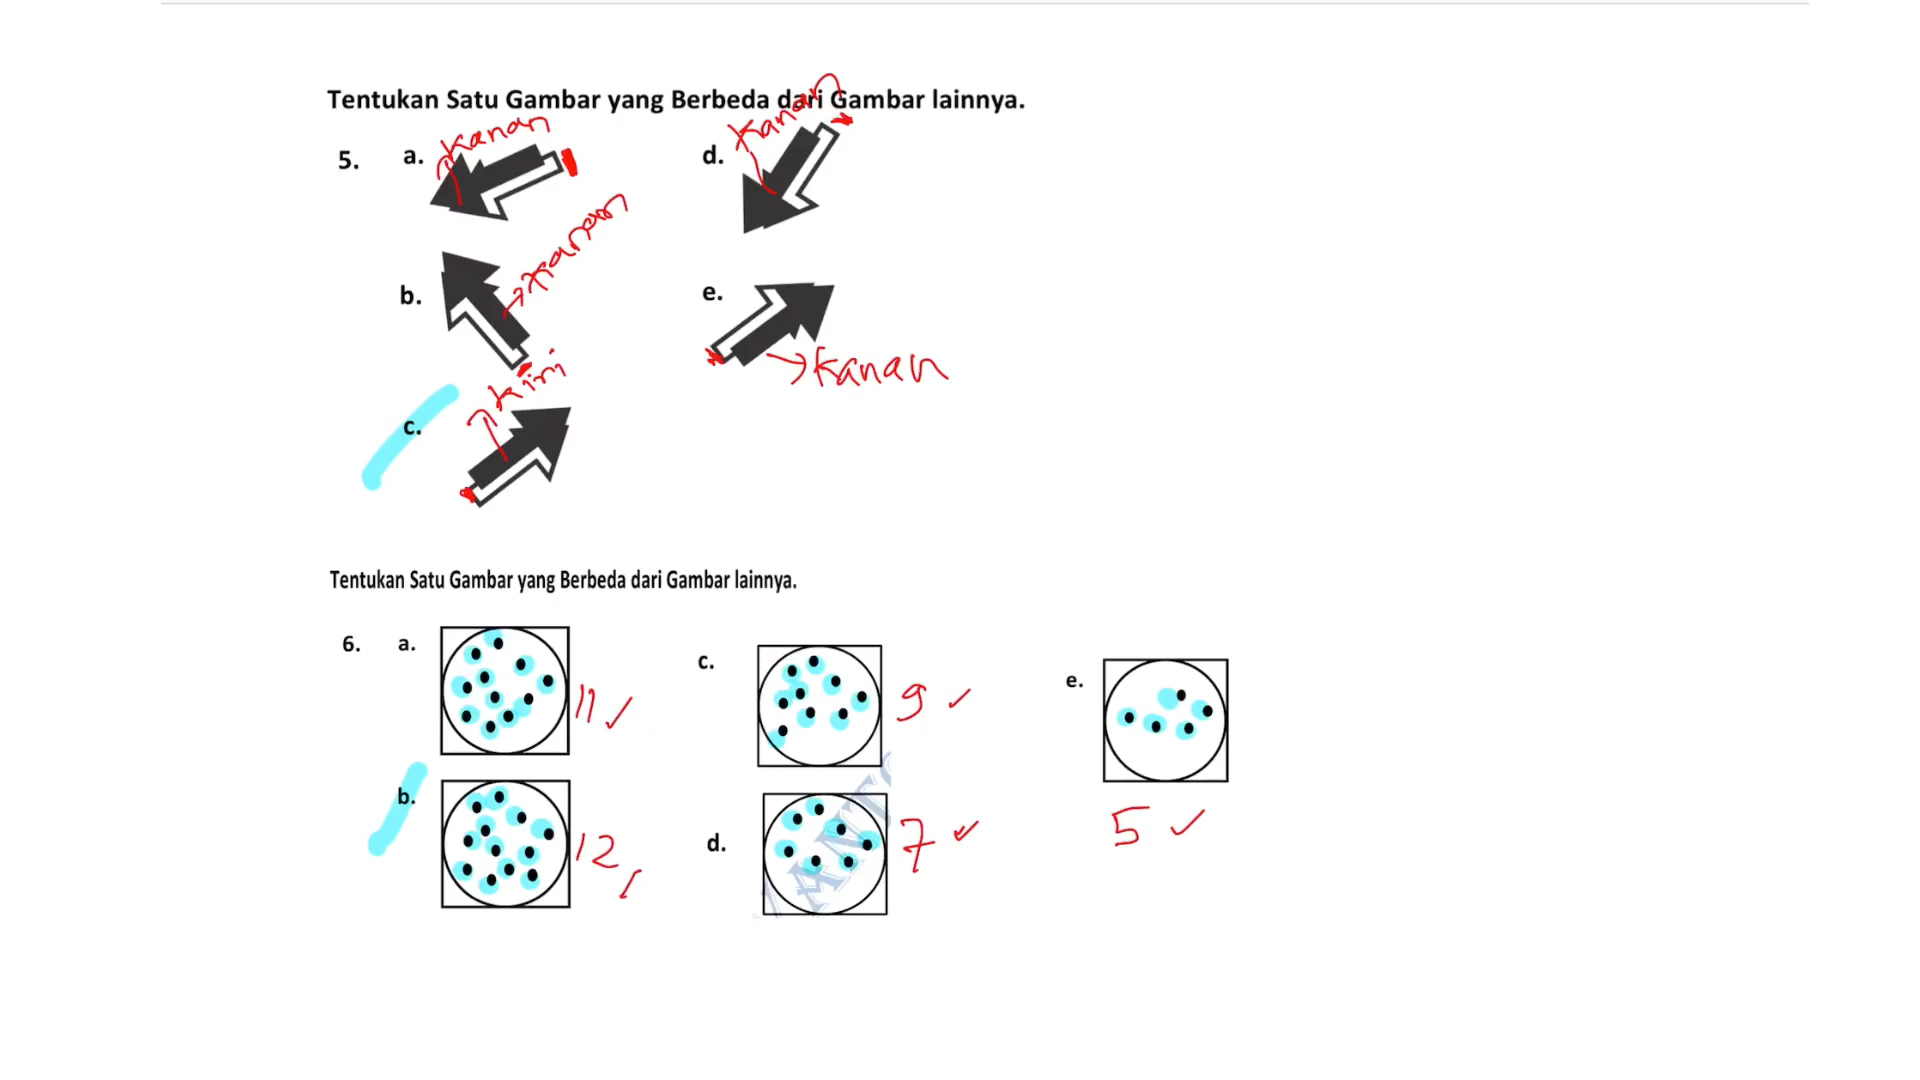 Tentukan Satu Gambar yang Berbeda dari Gambar lainnya.
5. a. Kanan
d. Kanan
b. Kanan
e. Kanan
c. Kiri
Tentukan Satu Gambar yang Berbeda dari Gambar lainnya.
6. a. 11
c. 9
e. 5
b. 12
d. 7